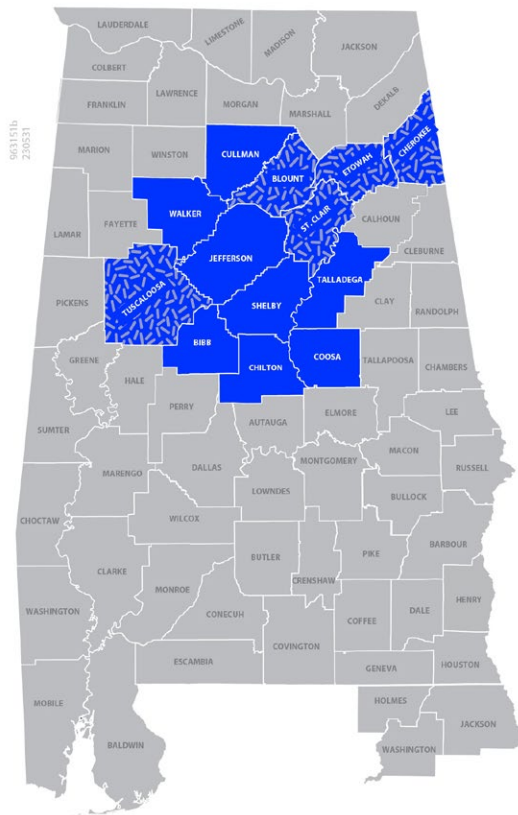 LAUDERDALE
LIMESTONE
MADISON
JACKSON
COLBERT
LAWRENCE
FRANKLIN
MORGAN
MARSHALL
DEKALB
963151b
230531
MARION
WINSTON
CULLMAN
BLOUNT
ETOWAH
CHEROKEE
WALKER
ST. CLAIR
CALHOUN
LAMAR
FAYETTE
JEFFERSON
CLEBURNE
TALLADEGA
PICKENS
TUSCALOOSA
SHELBY
CLAY
RANDOLPH
BIBB
COOSA
TALLAPOOSA
CHAMBERS
GREENE
HALE
CHILTON
PERRY
AUTAUGA
ELMORE
LEE
SUMTER
MACON
MARENGO
DALLAS
MONTGOMERY
RUSSELL
LOWNDES
BULLOCK
CHOCTAW
WILCOX
BARBOUR
CLARKE
BUTLER
PIKE
CRENSHAW
MONROE
HENRY
WASHINGTON
CONECUH
COFFEE
DALE
COVINGTON
ESCAMBIA
GENEVA
HOUSTON
MOBILE
HOLMES
JACKSON
BALDWIN
WASHINGTON